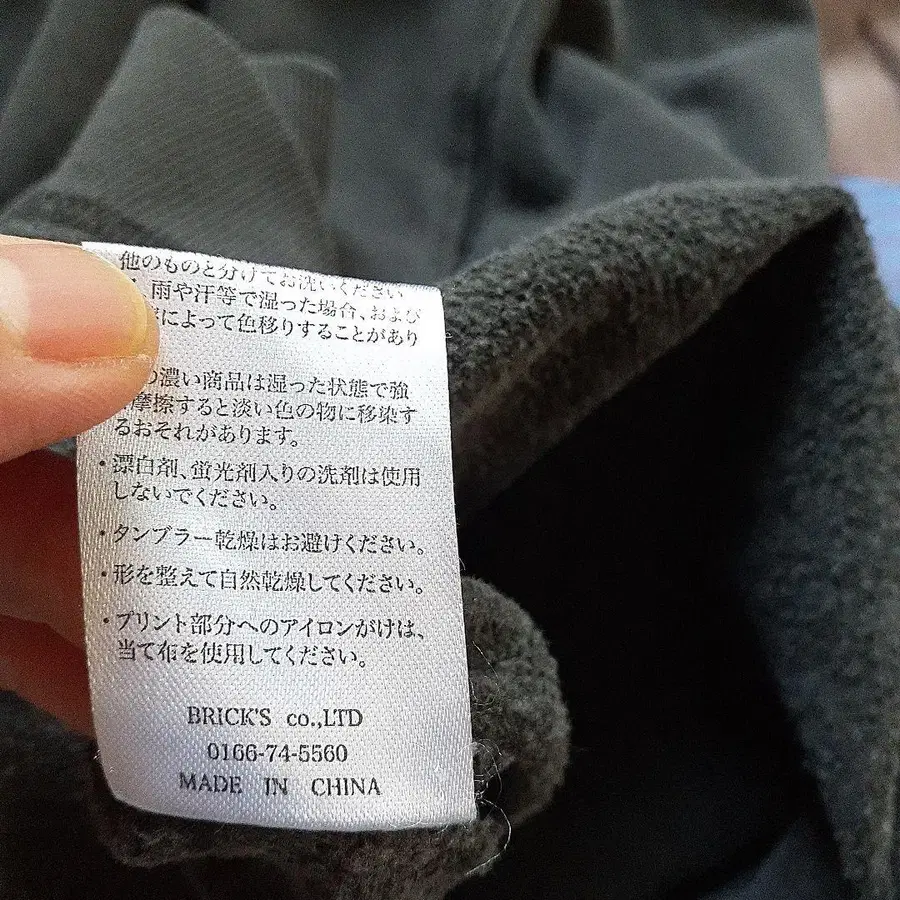 他のものと分けてお洗いください
雨や汗等で湿った場合、および
によって色移りすることがあり
濃い商品は湿った状態で強
摩擦すると淡い色の物に移染す
るおそれがあります。
・漂白剤、蛍光剤入りの洗剤は使用
しないでください。
・タンブラー乾燥はお避けください。
・形を整えて自然乾燥してください。
・プリント部分へのアイロンがけは、
当て布を使用してください。
BRICK'S co.,LTD
0166-74-5560
MADE IN CHINA